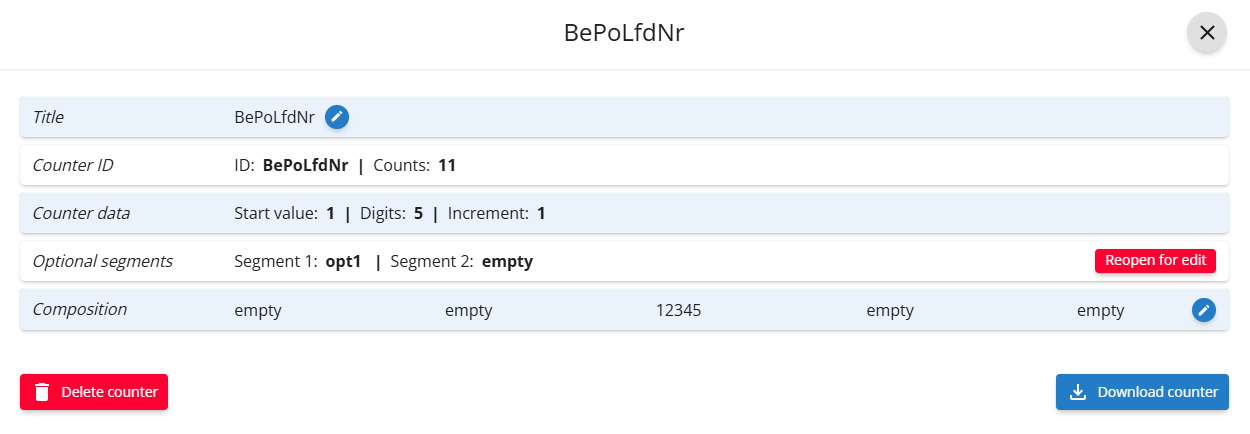 BePoLfdNr
Title BePoLfdNr
Counter ID ID: BePoLfdNr | Counts: 11
Counter data Start value: 1 | Digits: 5 | Increment: 1
Optional segments Segment 1: opt1 | Segment 2: empty Reopen for edit
Composition empty empty 12345 empty empty
Delete counter Download counter